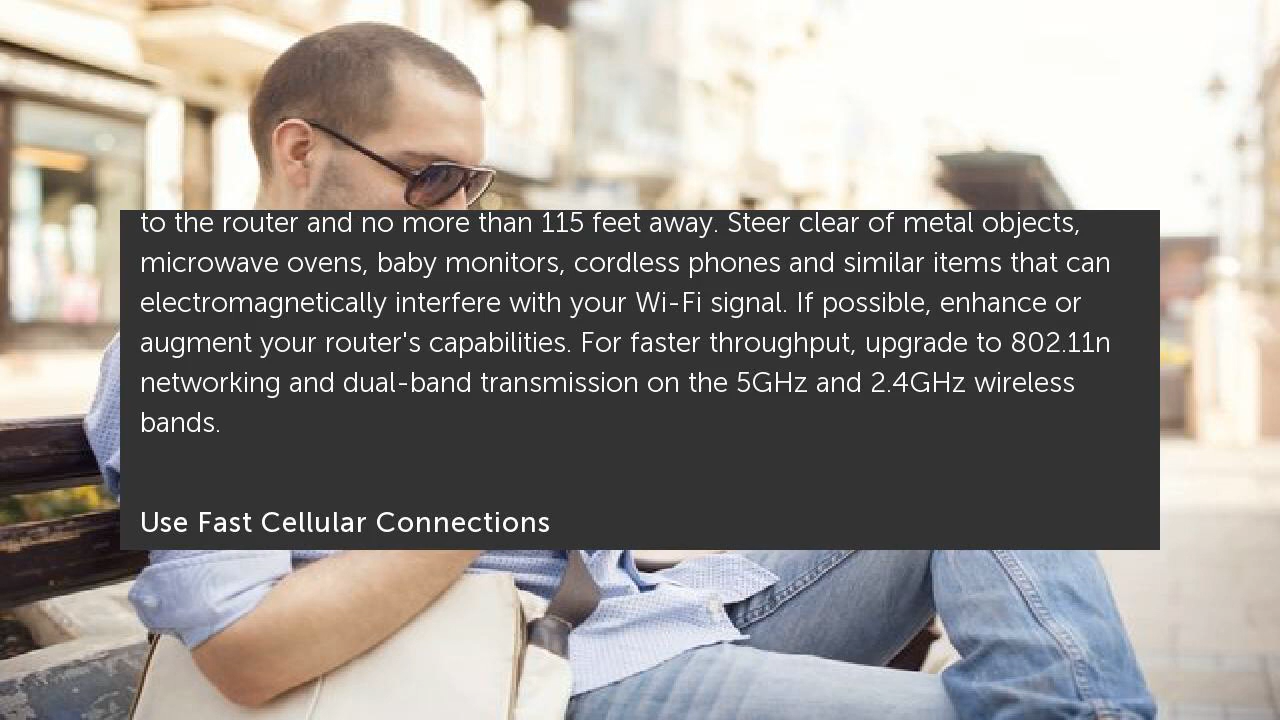 to the router and no more than 115 feet away. Steer clear of metal objects,
microwave ovens, baby monitors, cordless phones and similar items that can
electromagnetically interfere with your Wi-Fi signal. If possible, enhance or
augment your router's capabilities. For faster throughput, upgrade to 802.11n
networking and dual-band transmission on the 5GHz and 2.4GHz wireless
bands.
Use Fast Cellular Connections